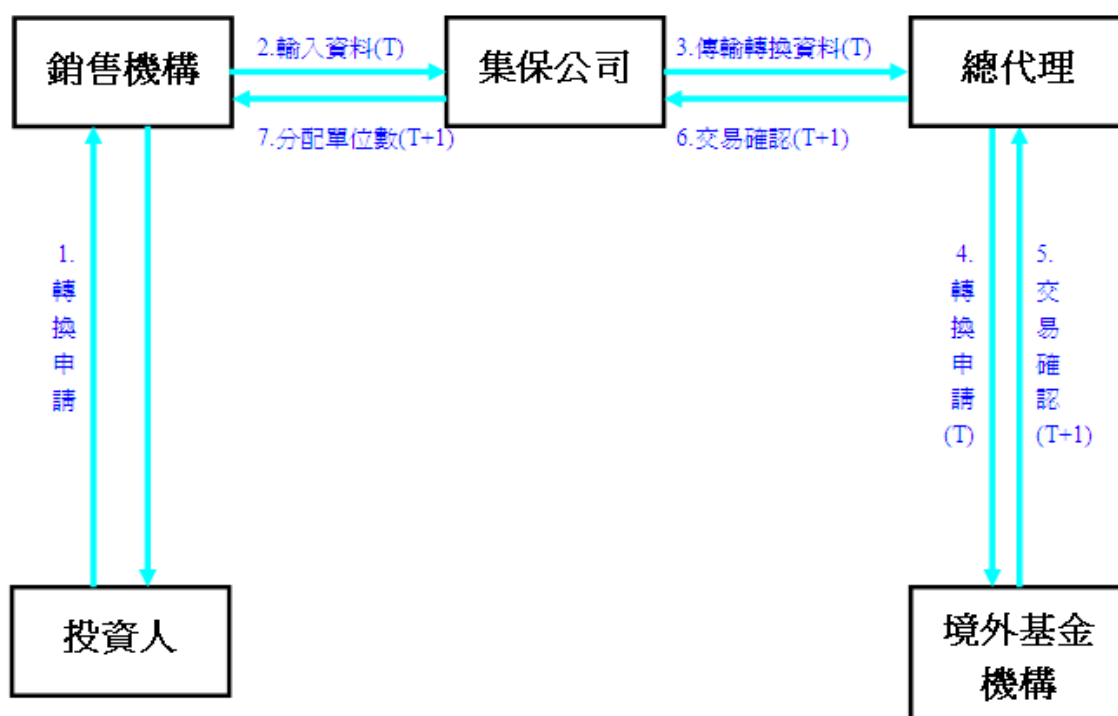 銷售機構
2.輸入資料(T)
集保公司
3.傳輸轉換資料(T)
總代理
7.分配單位數(T+1)
6.交易確認(T+1)
1.
轉
換
申
請
4.
轉
換
申
請
(T)
5.
交
易
確
認
(T+1)
投資人
境外基金
機構